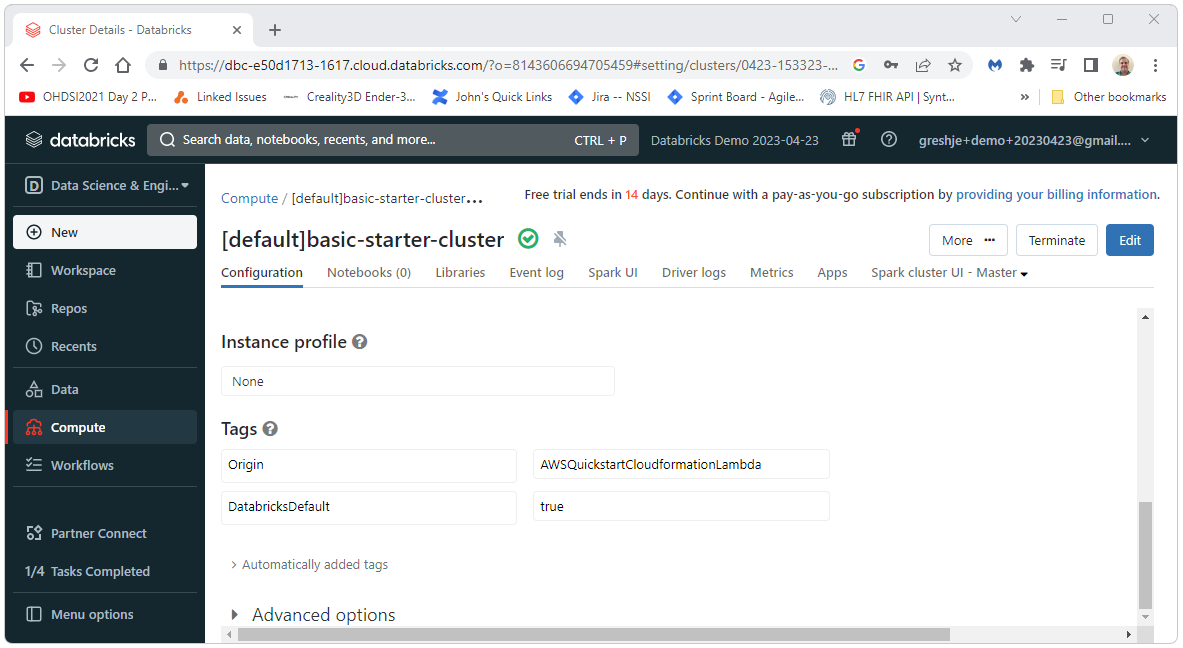 Cluster Details - Databricks
https://dbc-e50d1713-1617.cloud.databricks.com/?o=8143606694705459#setting/clusters/0423-153323-...
OHDSI2021 Day 2 P... Linked Issues Creality3D Ender-3... John's Quick Links Jira -- NSSI Sprint Board - Agile... HL7 FHIR API | Synt... » Other bookmarks
databricks Search data, notebooks, recents, and more... CTRL + P Databricks Demo 2023-04-23 greshje+demo+20230423@gmail....
D Data Science & Engi...
New
Workspace
Repos
Recents
Data
Compute
Workflows
Partner Connect
1/4 Tasks Completed
Menu options
Compute / [default]basic-starter-cluster...
Free trial ends in 14 days. Continue with a pay-as-you-go subscription by providing your billing information.
[default]basic-starter-cluster
More ... Terminate Edit
Configuration Notebooks (0) Libraries Event log Spark UI Driver logs Metrics Apps Spark cluster UI - Master
Instance profile ?
None
Tags ?
Origin AWSQuickstartCloudformationLambda
DatabricksDefault true
Automatically added tags
Advanced options